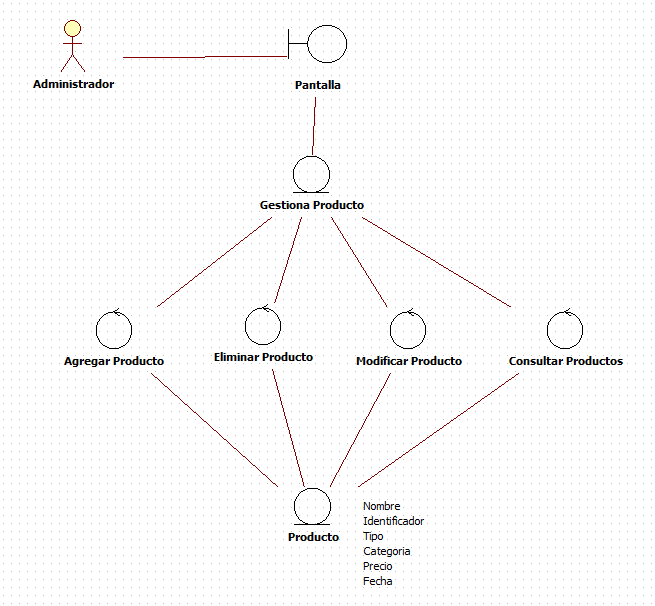 Administrador
Pantalla
Gestiona Producto
Agregar Producto
Eliminar Producto
Modificar Producto
Consultar Productos
Producto
Nombre
Identificador
Tipo
Categoria
Precio
Fecha